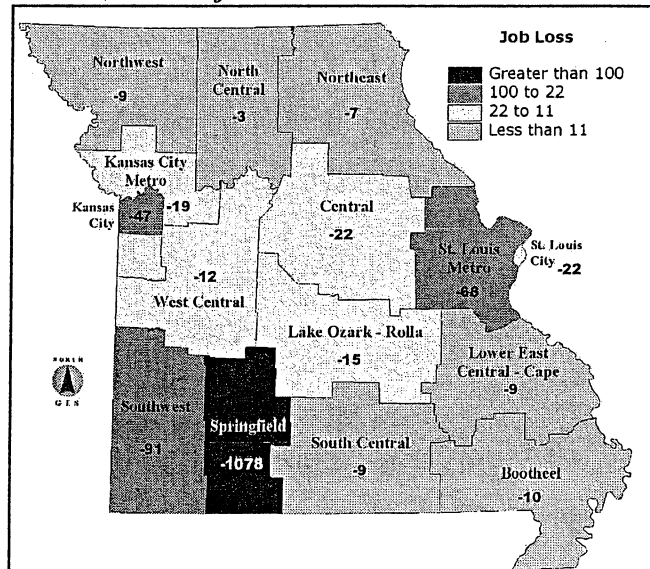 Job Loss
Greater than 100
100 to 22
22 to 11
Less than 11
Northwest
-9
North
Central
-3
Northeast
-7
Kansas City
Metro
-19
Kansas
City
-47
Central
-22
St. Louis
Metro
-68
St. Louis
City
-22
-12
West Central
Lake Ozark - Rolla
-15
Lower East
Central - Cape
-9
NORTH
GIS
Southwest
-91
Springfield
-1078
South Central
-9
Bootheel
-10